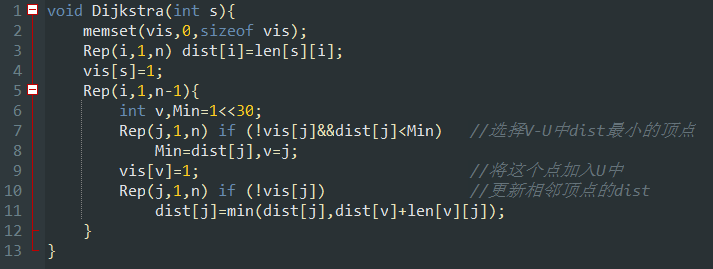 1 void Dijkstra(int s){
2     memset(vis,0,sizeof vis);
3     Rep(i,1,n) dist[i]=len[s][i];
4     vis[s]=1;
5     Rep(i,1,n-1){
6         int v,Min=1<<30;
7         Rep(j,1,n) if (!vis[j]&&dist[j]<Min)   //选择V-U中dist最小的顶点
8             Min=dist[j],v=j;
9         vis[v]=1;                              //将这个点加入U中
10         Rep(j,1,n) if (!vis[j])                //更新相邻顶点的dist
11             dist[j]=min(dist[j],dist[v]+len[v][j]);
12     }
13 }